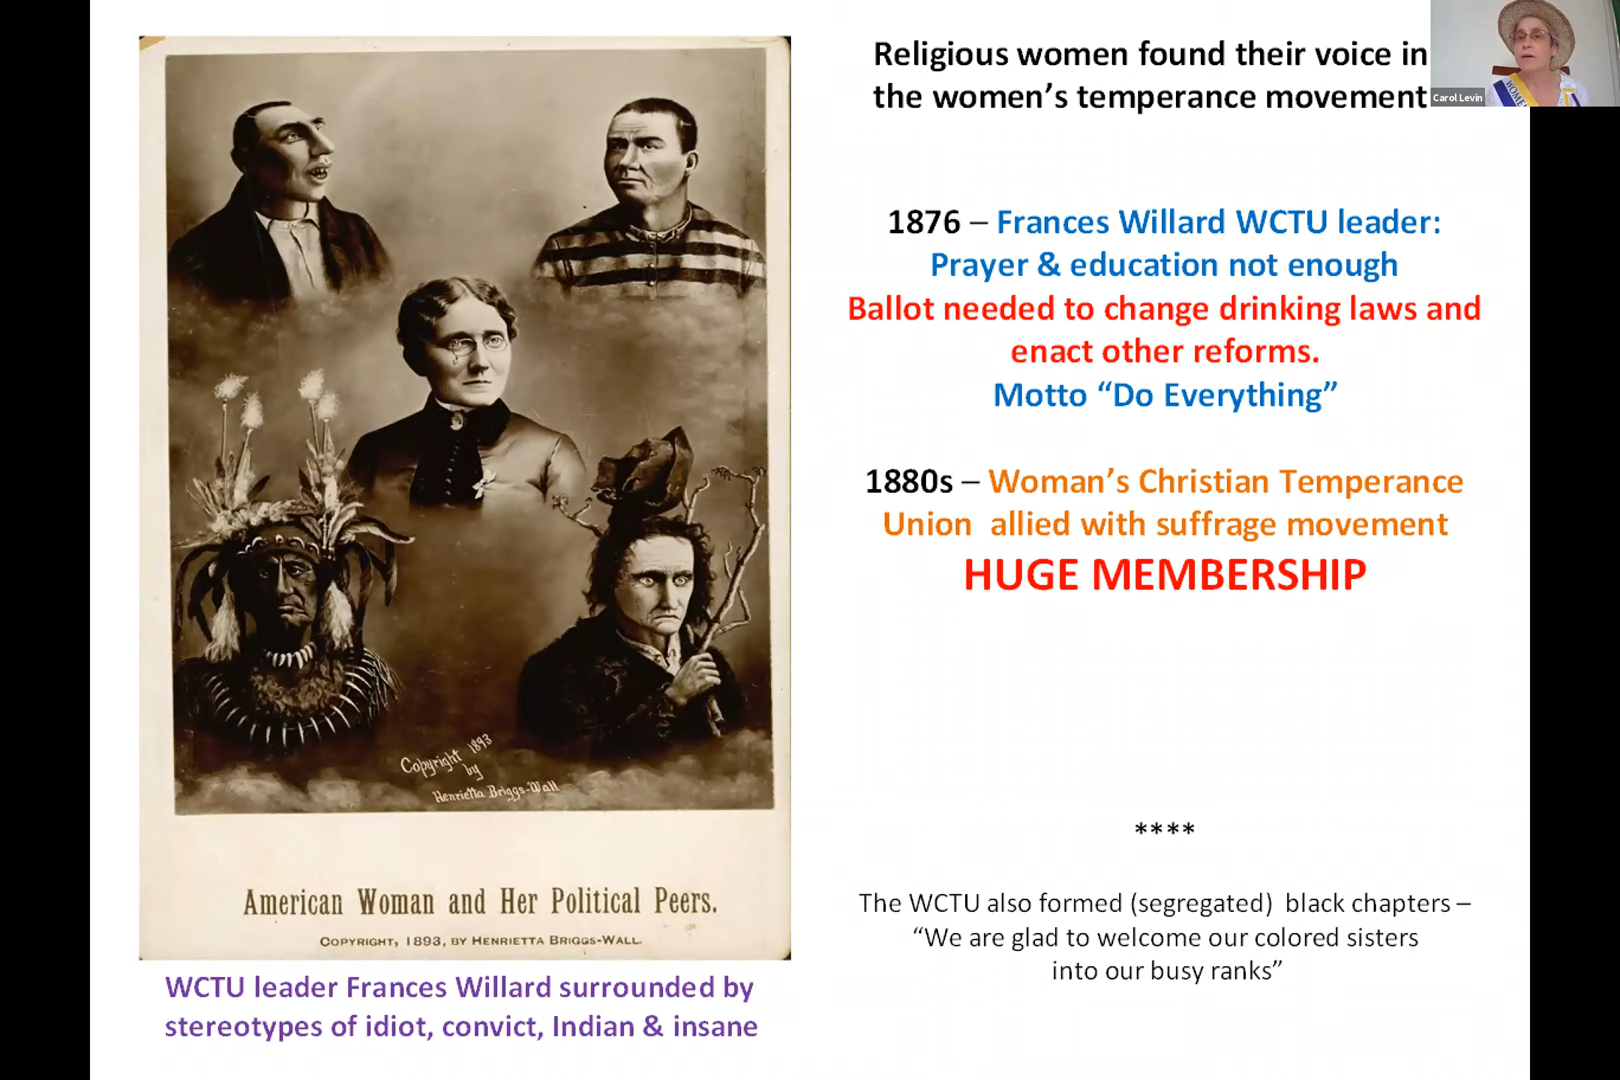 Religious women found their voice in
the women's temperance movement
Carol Levin
WOMEN
1876 – Frances Willard WCTU leader:
Prayer & education not enough
Ballot needed to change drinking laws and
enact other reforms.
Motto “Do Everything”
1880s – Woman’s Christian Temperance
Union allied with suffrage movement
HUGE MEMBERSHIP
****
The WCTU also formed (segregated) black chapters –
“We are glad to welcome our colored sisters
into our busy ranks”
Copyright 1893
by
Henrietta Briggs-Wall
American Woman and Her Political Peers.
COPYRIGHT, 1893, BY HENRIETTA BRIGGS-WALL.
WCTU leader Frances Willard surrounded by
stereotypes of idiot, convict, Indian & insane